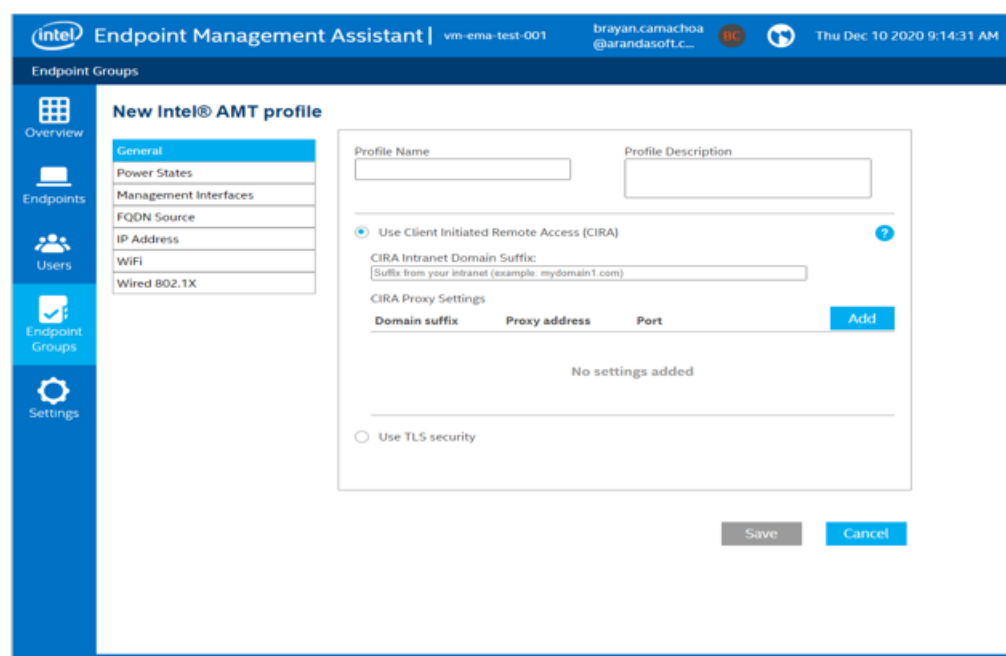 intel Endpoint Management Assistant | vm-ema-test-001 brayan.camachoa BC Thu Dec 10 2020 9:14:31 AM
@arandasoft.c...
Endpoint Groups
Overview
Endpoints
Users
Endpoint
Groups
Settings
New Intel® AMT profile
General
Power States
Management Interfaces
FQDN Source
IP Address
WiFi
Wired 802.1X
Profile Name Profile Description
Use Client Initiated Remote Access (CIRA) ?
CIRA Intranet Domain Suffix:
Suffix from your intranet (example: mydomain1.com)
CIRA Proxy Settings
Domain suffix Proxy address Port Add
No settings added
Use TLS security
Save Cancel